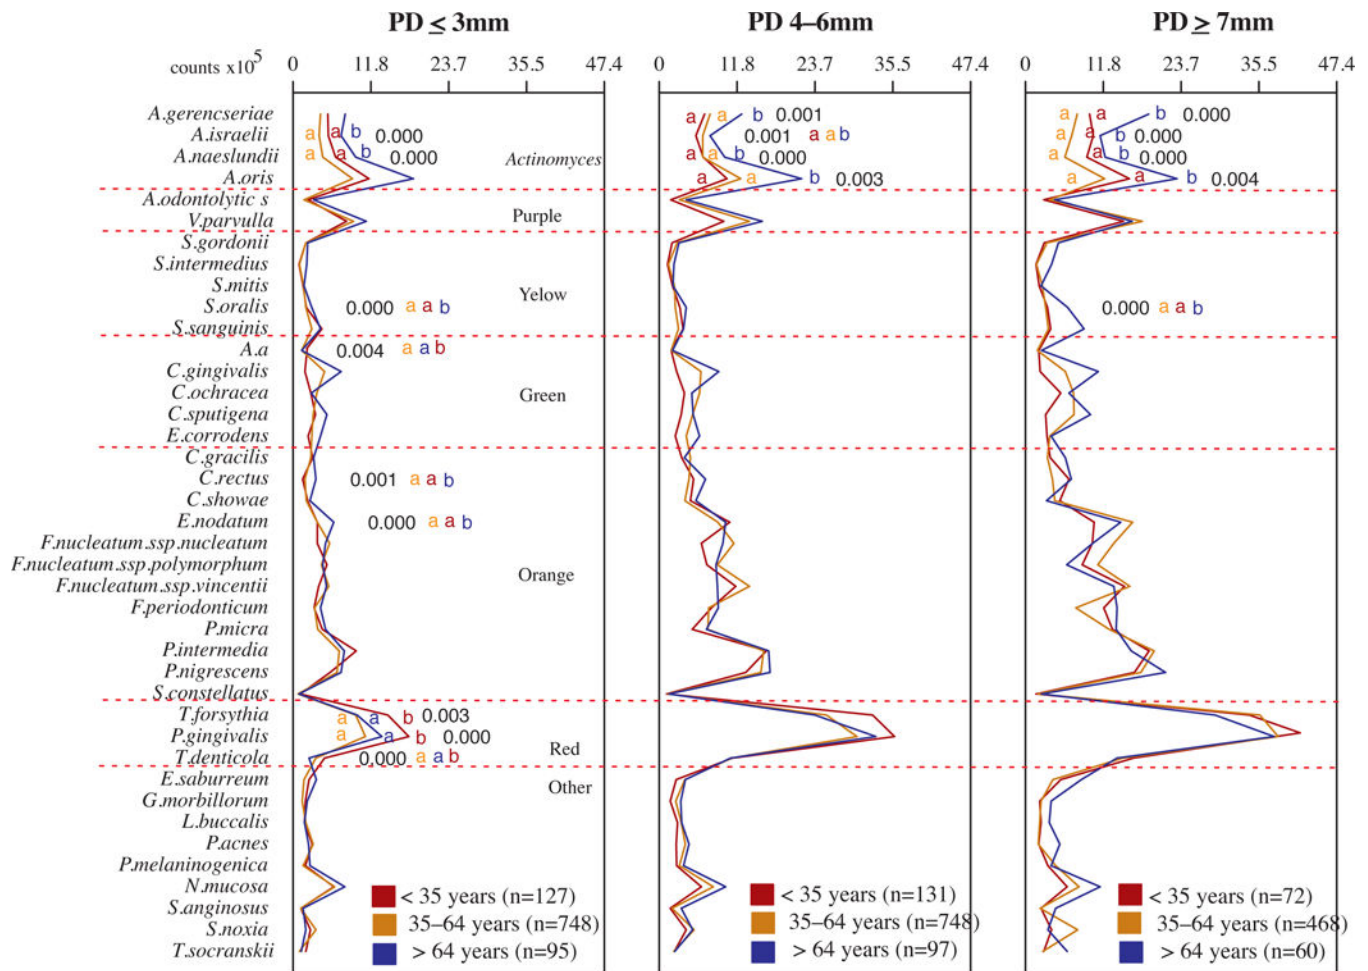 PD ≤ 3mm PD 4–6mm PD ≥ 7mm
counts x10^5 0 11.8 23.7 35.5 47.4 0 11.8 23.7 35.5 47.4 0 11.8 23.7 35.5 47.4
A.gerencseriae a a b 0.001 a a b 0.000
A.israelii a a b 0.000 0.001 a a b a a b 0.000
A.naeslundii a a b 0.000 Actinomyces a a b 0.000 a a b 0.000
A.oris a a b 0.003 a a b 0.004
A.odontolytic s
V.parvulla Purple
S.gordonii
S.intermedius
S.mitis Yelow
S.oralis 0.000 a a b 0.000 a a b
S.sanguinis
A.a 0.004 a a b
C.gingivalis
C.ochracea Green
C.sputigena
E.corrodens
C.gracilis
C.rectus 0.001 a a b
C.showae
E.nodatum 0.000 a a b
F.nucleatum.ssp.nucleatum
F.nucleatum.ssp.polymorphum Orange
F.nucleatum.ssp.vincentii
F.periodonticum
P.micra
P.intermedia
P.nigrescens
S.constellatus
T.forsythia a a b 0.003
P.gingivalis a a b 0.000 Red
T.denticola 0.000 a a b
E.saburreum Other
G.morbillorum
L.buccalis
P.acnes
P.melaninogenica
N.mucosa < 35 years (n=127) < 35 years (n=131) < 35 years (n=72)
S.anginosus
S.noxia 35–64 years (n=748) 35–64 years (n=748) 35–64 years (n=468)
T.socranskii > 64 years (n=95) > 64 years (n=97) > 64 years (n=60)